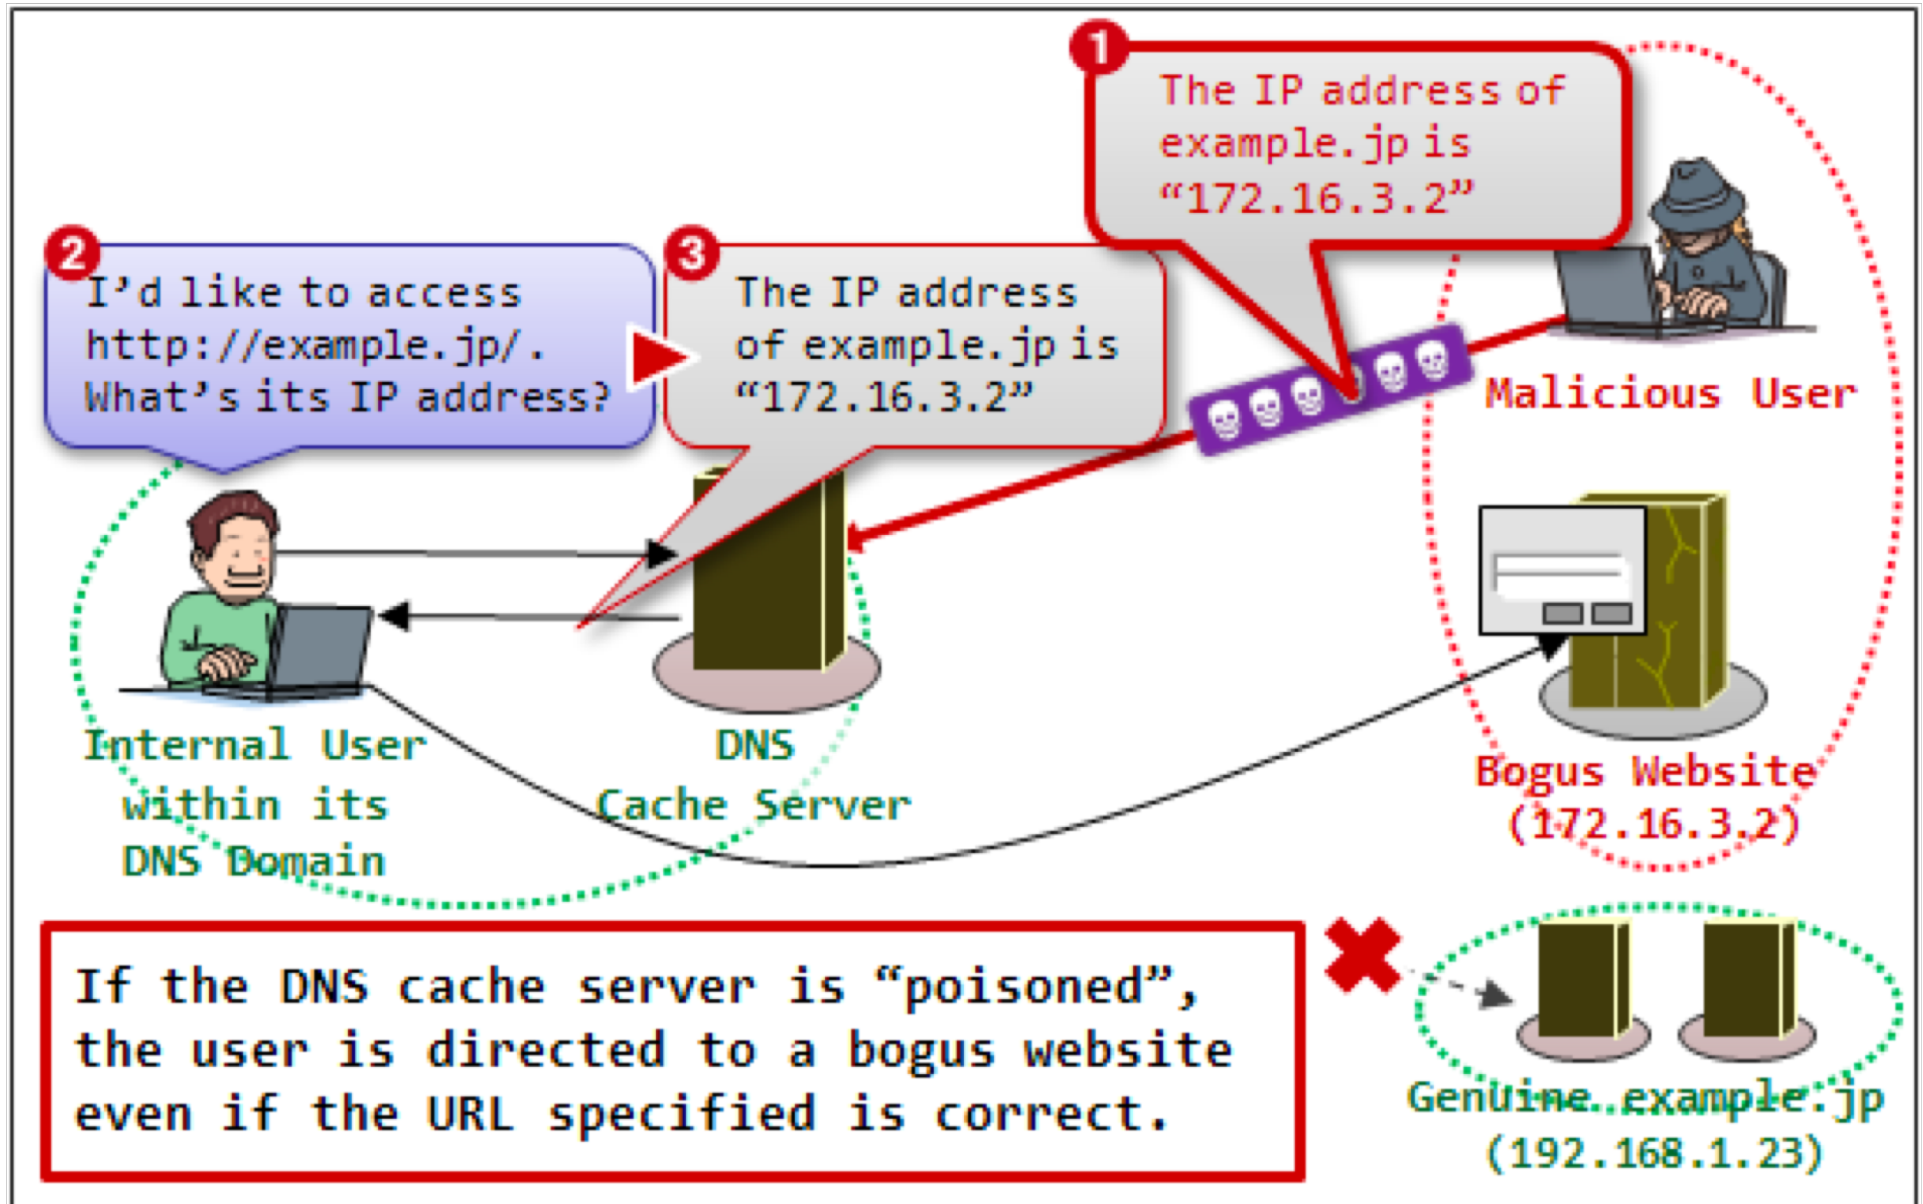 1
The IP address of
example.jp is
“172.16.3.2”
2
I’d like to access
http://example.jp/.
What’s its IP address?
3
The IP address
of example.jp is
“172.16.3.2”
Malicious User
Internal User
within its
DNS Domain
DNS
Cache Server
Bogus Website
(172.16.3.2)
If the DNS cache server is “poisoned”,
the user is directed to a bogus website
even if the URL specified is correct.
Genuine example.jp
(192.168.1.23)